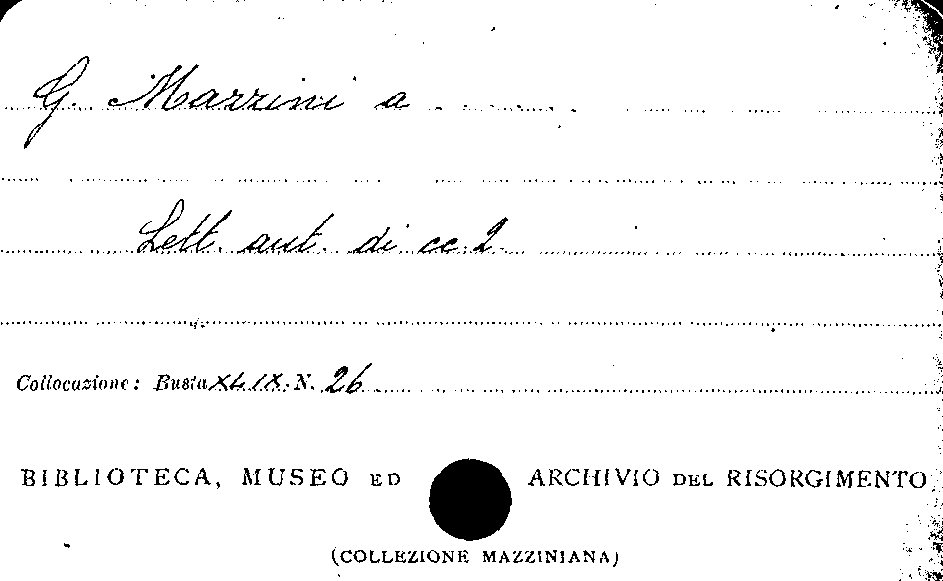 G. Mazzini a . . . . . .
Lett. aut. di cc. 2.
Collocazione: Busta XLIX. N. 26
BIBLIOTECA, MUSEO ED ARCHIVIO DEL RISORGIMENTO
(COLLEZIONE MAZZINIANA)